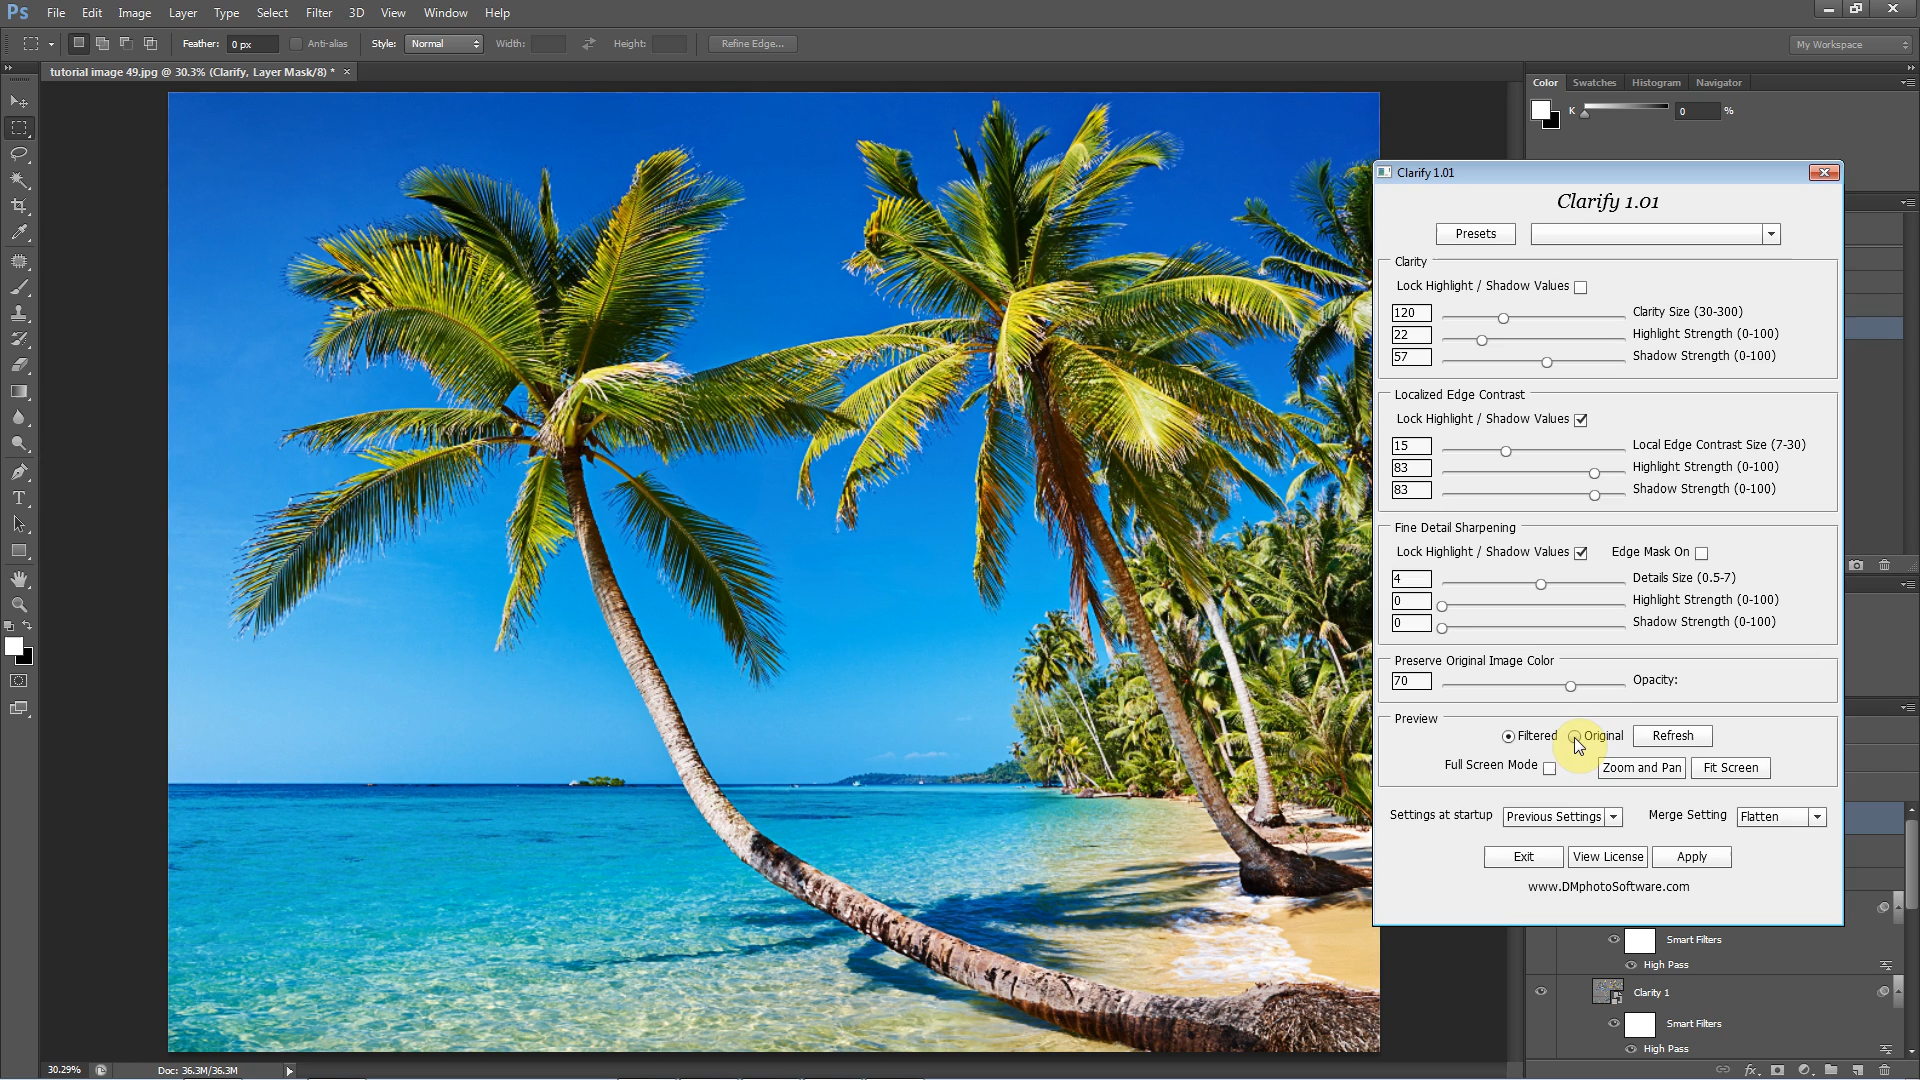 Ps File Edit Image Layer Type Select Filter 3D View Window Help
Feather: 0 px Anti-alias Style: Normal Width: Height: Refine Edge... My Workspace
tutorial image 49.jpg @ 30.3% (Clarify, Layer Mask/8) * ×
Color Swatches Histogram Navigator
K 0 %
Clarify 1.01
Clarify 1.01
Presets
Clarity
Lock Highlight / Shadow Values
120 Clarity Size (30-300)
22 Highlight Strength (0-100)
57 Shadow Strength (0-100)
Localized Edge Contrast
Lock Highlight / Shadow Values
15 Local Edge Contrast Size (7-30)
83 Highlight Strength (0-100)
83 Shadow Strength (0-100)
Fine Detail Sharpening
Lock Highlight / Shadow Values Edge Mask On
4 Details Size (0.5-7)
0 Highlight Strength (0-100)
0 Shadow Strength (0-100)
Preserve Original Image Color
70 Opacity:
Preview
Filtered Original Refresh
Full Screen Mode Zoom and Pan Fit Screen
Settings at startup Previous Settings Merge Setting Flatten
Exit View License Apply
www.DMphotoSoftware.com
Smart Filters
High Pass
Clarity 1
Smart Filters
High Pass
30.29% Doc: 36.3M/36.3M fx